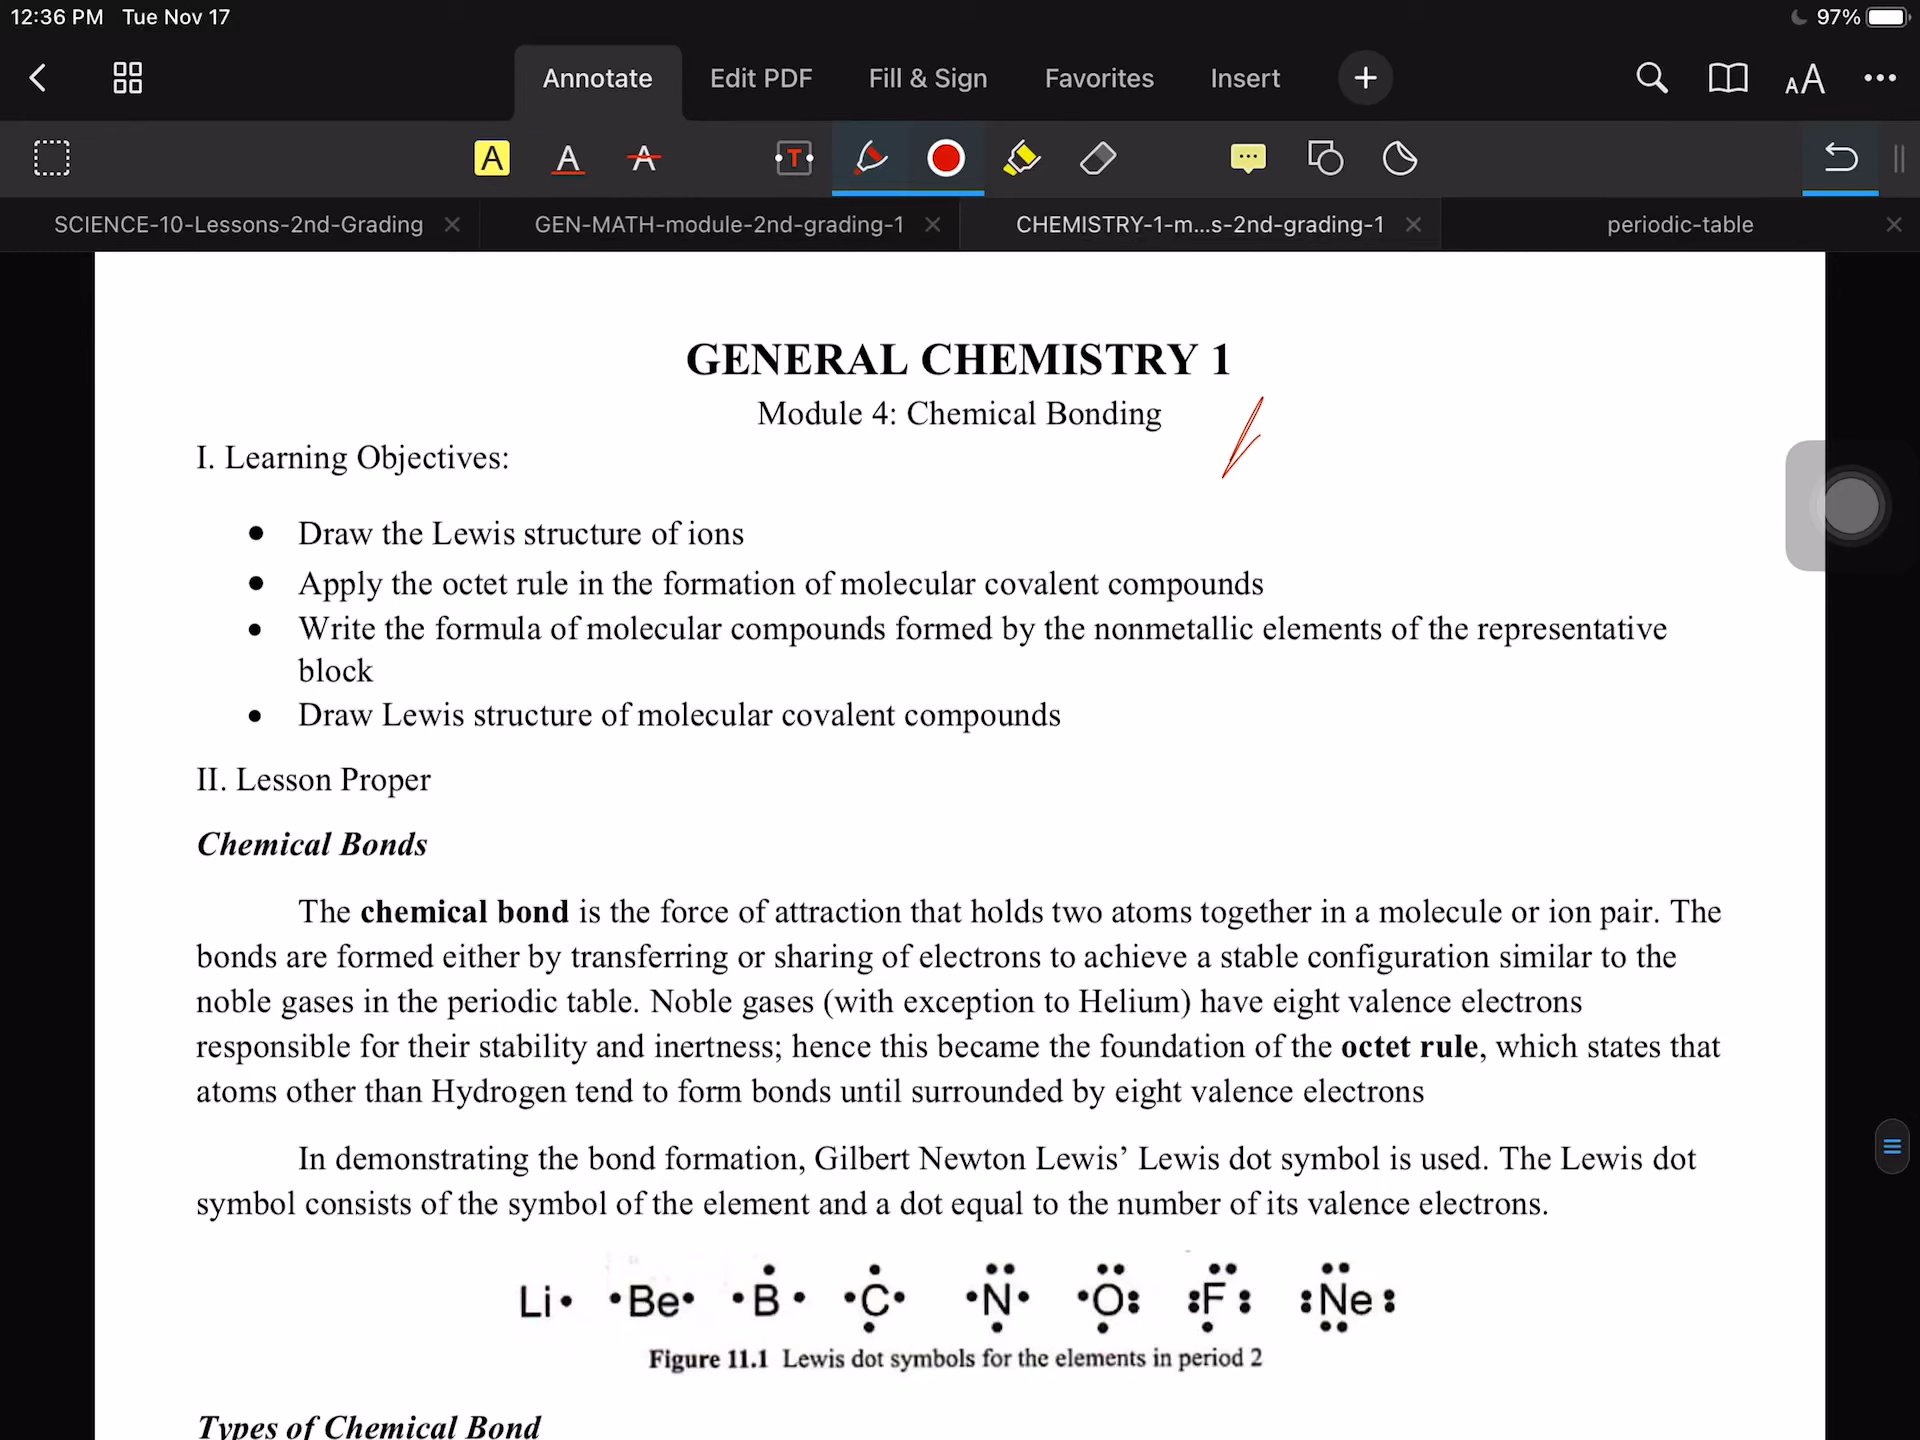 12:36 PM Tue Nov 17
97%
Annotate Edit PDF Fill & Sign Favorites Insert
AA
A A A T
SCIENCE-10-Lessons-2nd-Grading GEN-MATH-module-2nd-grading-1 CHEMISTRY-1-m...s-2nd-grading-1 periodic-table
GENERAL CHEMISTRY 1
Module 4: Chemical Bonding
I. Learning Objectives:
• Draw the Lewis structure of ions
• Apply the octet rule in the formation of molecular covalent compounds
• Write the formula of molecular compounds formed by the nonmetallic elements of the representative
block
• Draw Lewis structure of molecular covalent compounds
II. Lesson Proper
Chemical Bonds
The chemical bond is the force of attraction that holds two atoms together in a molecule or ion pair. The
bonds are formed either by transferring or sharing of electrons to achieve a stable configuration similar to the
noble gases in the periodic table. Noble gases (with exception to Helium) have eight valence electrons
responsible for their stability and inertness; hence this became the foundation of the octet rule, which states that
atoms other than Hydrogen tend to form bonds until surrounded by eight valence electrons
In demonstrating the bond formation, Gilbert Newton Lewis’ Lewis dot symbol is used. The Lewis dot
symbol consists of the symbol of the element and a dot equal to the number of its valence electrons.
Li Be B C N O F Ne
Figure 11.1 Lewis dot symbols for the elements in period 2
Types of Chemical Bond